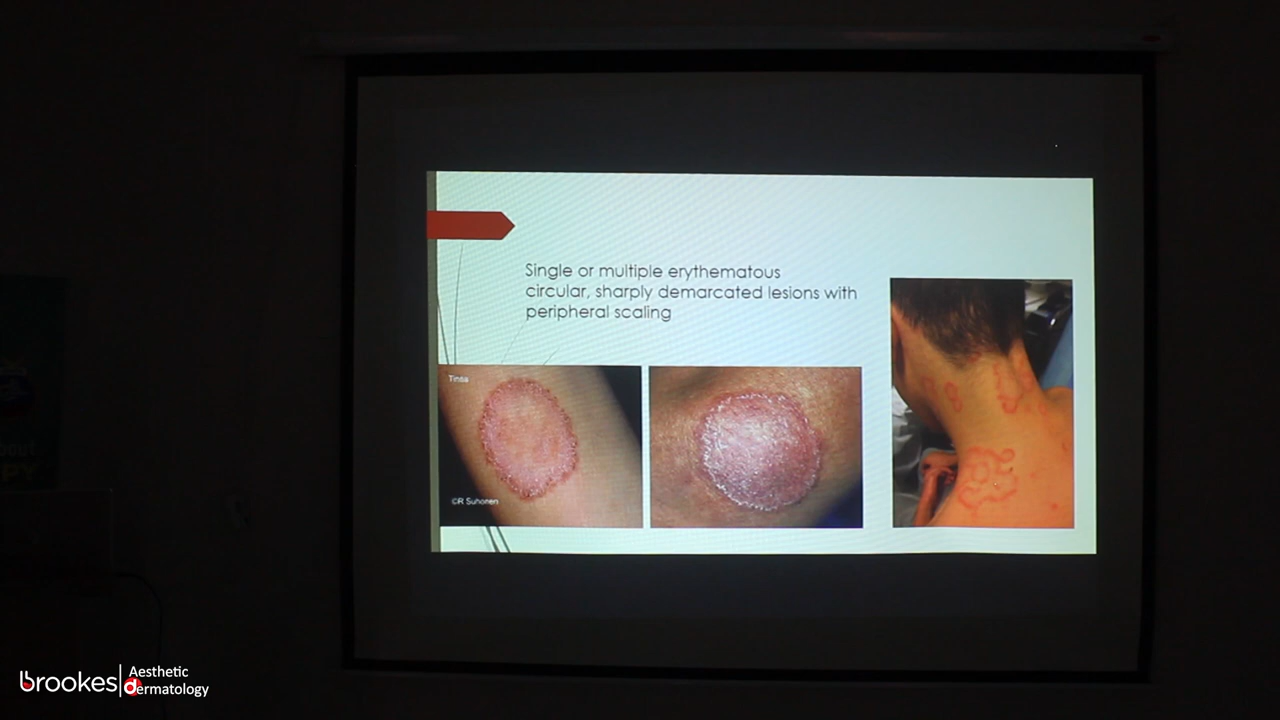 Single or multiple erythematous
circular, sharply demarcated lesions with
peripheral scaling
Tinea
©R Suhonen
brookes
Aesthetic
dermatology